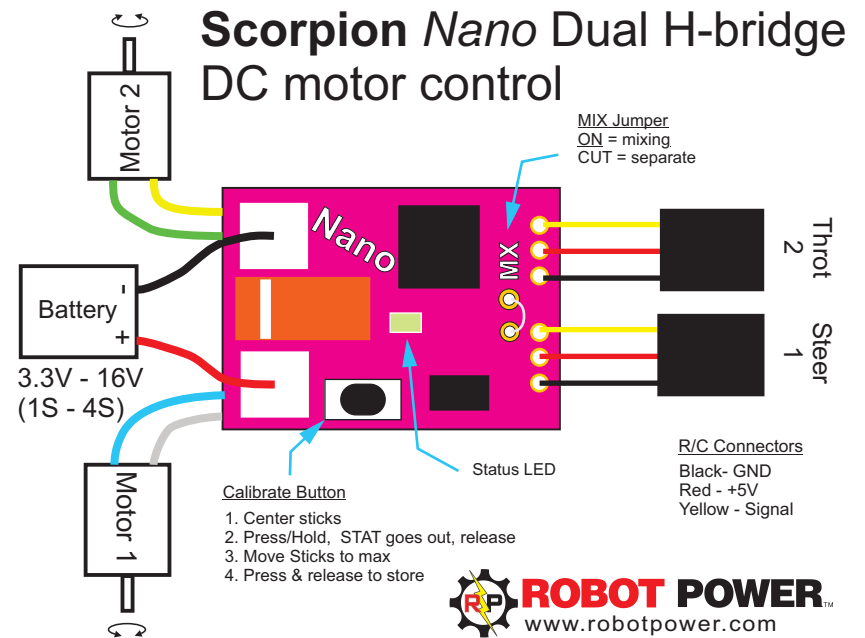 Scorpion Nano Dual H-bridge
DC motor control
Motor 2
MIX Jumper
ON = mixing
CUT = separate
Nano
MX
Throt
2
Battery
-
+
3.3V - 16V
(1S - 4S)
Steer
1
Motor 1
Status LED
Calibrate Button
1. Center sticks
2. Press/Hold, STAT goes out, release
3. Move Sticks to max
4. Press & release to store
R/C Connectors
Black- GND
Red - +5V
Yellow - Signal
RP
ROBOT POWER™
www.robotpower.com